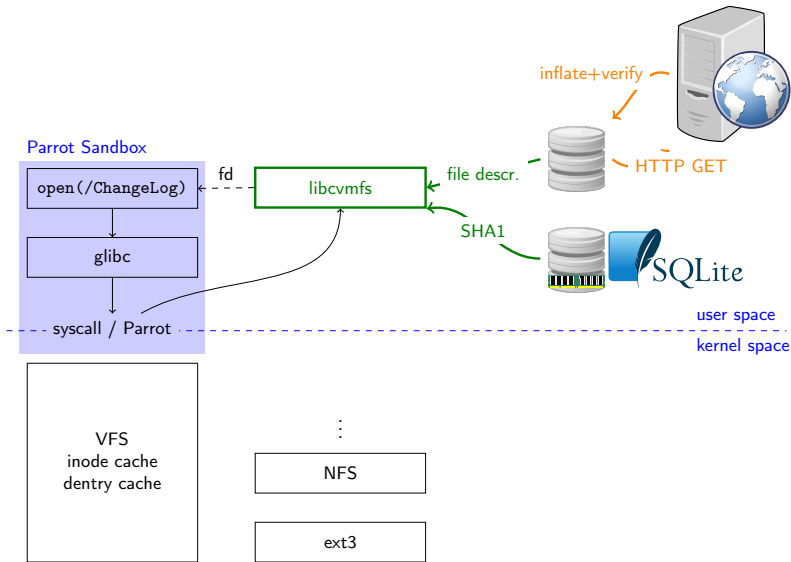 inflate+verify
Parrot Sandbox
HTTP GET
open(/ChangeLog)
fd
libcvmfs
file descr.
SHA1
glibc
SQLite
user space
syscall / Parrot
kernel space
VFS
inode cache
dentry cache
⋮
NFS
ext3